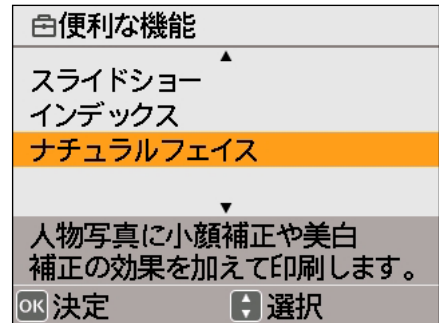 便利な機能
▲
スライドショー
インデックス
ナチュラルフェイス
▼
人物写真に小顔補正や美白
補正の効果を加えて印刷します。
OK 決定 選択